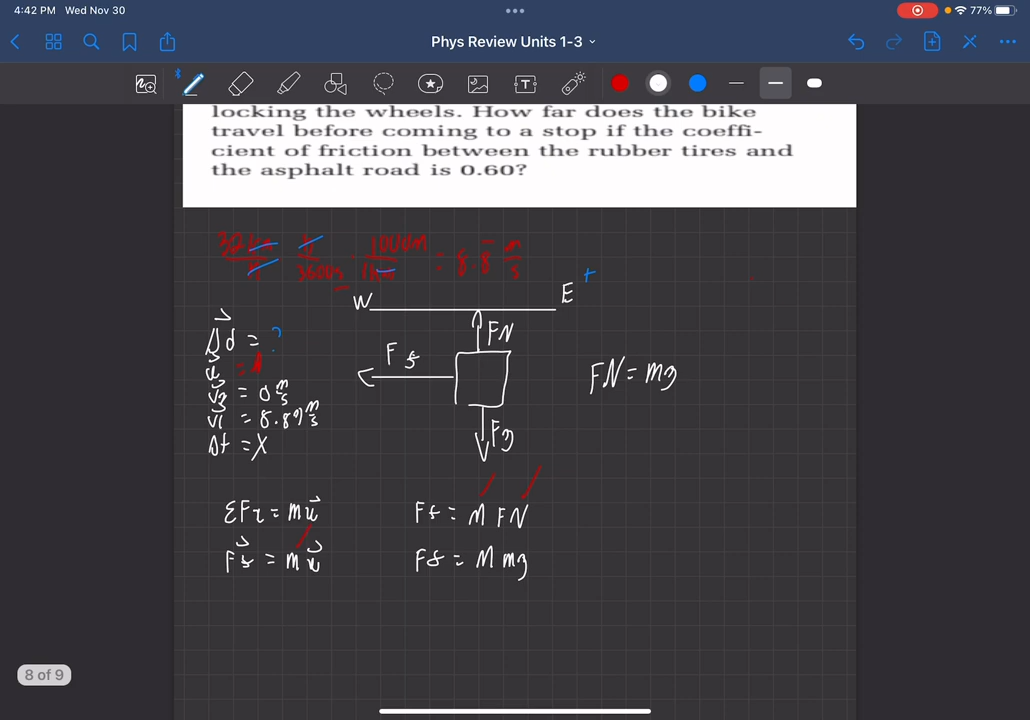 4:42 PM Wed Nov 30
77%
Phys Review Units 1-3
locking the wheels. How far does the bike
travel before coming to a stop if the coeffi-
cient of friction between the rubber tires and
the asphalt road is 0.60?
32km/h · h/3600s · 1000m/1km = 8.8 m/s
W E +
Δd = ?
a = A
v2 = 0 m/s
v1 = 8.89 m/s
Δt = X
FN
Ff
Fg
FN = mg
ΣFx = ma
Ff = M FN
Ff = ma
Ff = M mg
8 of 9